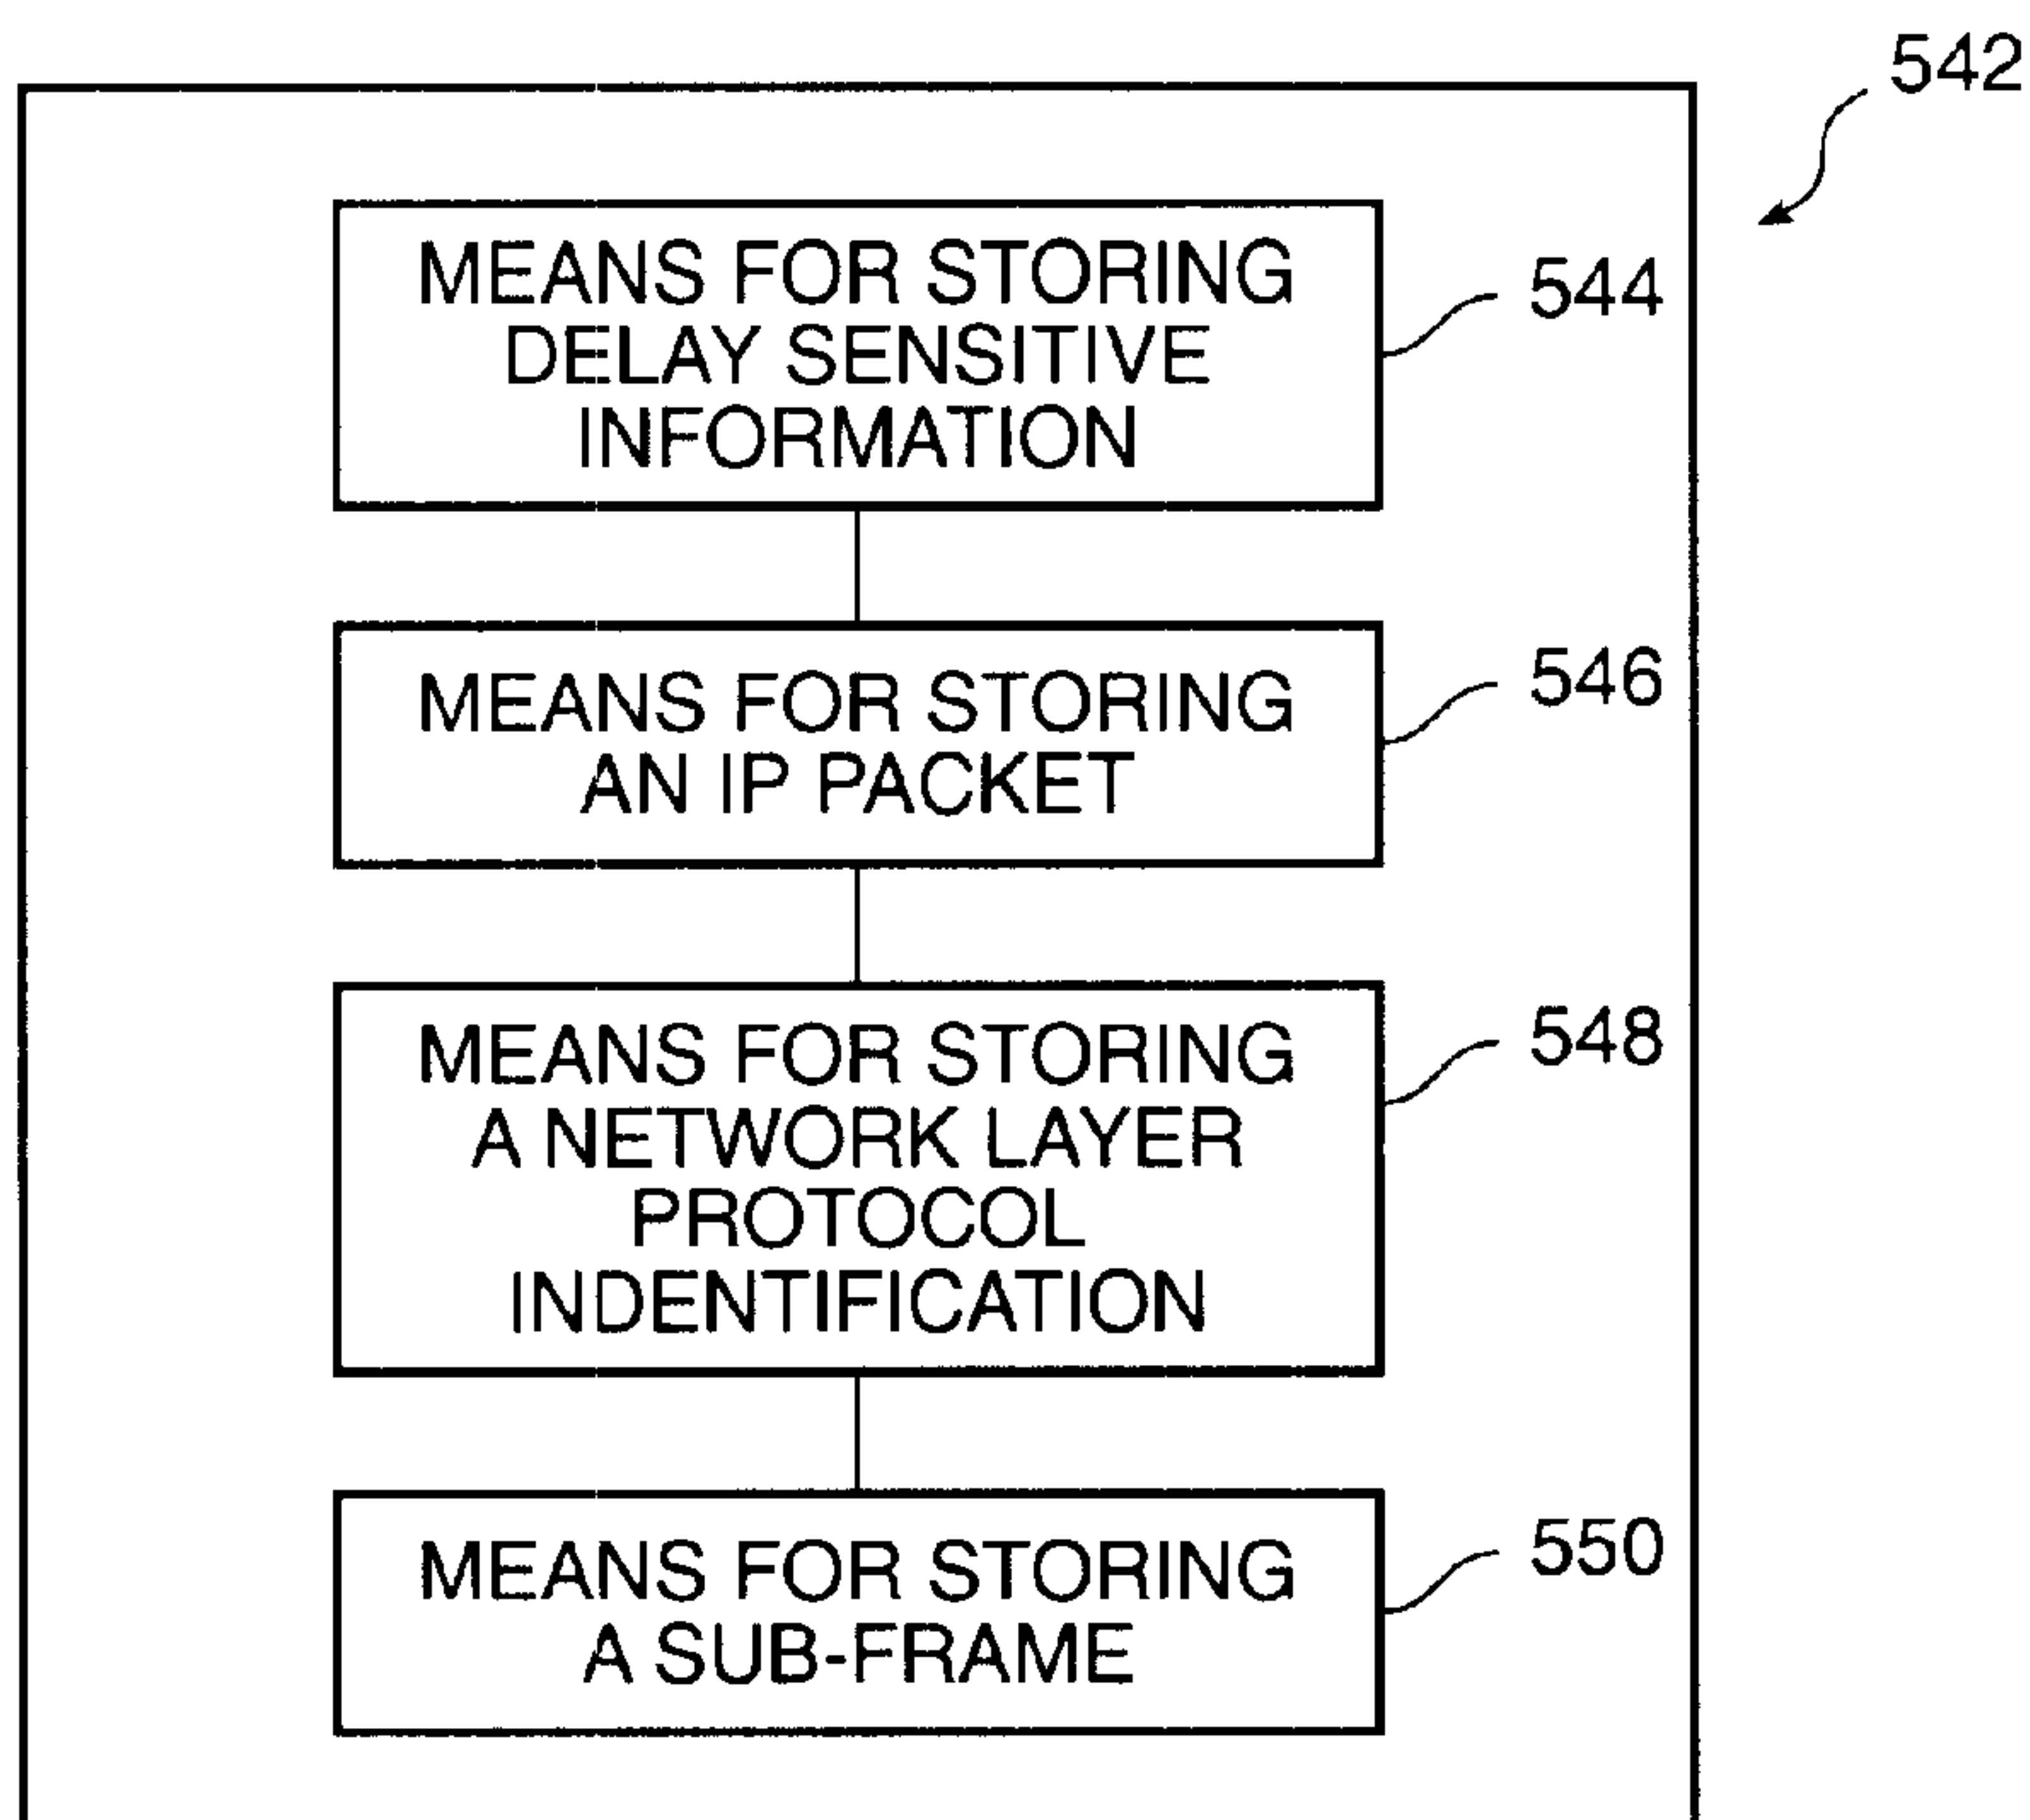 542
MEANS FOR STORING
DELAY SENSITIVE
INFORMATION
544
MEANS FOR STORING
AN IP PACKET
546
MEANS FOR STORING
A NETWORK LAYER
PROTOCOL
INDENTIFICATION
548
MEANS FOR STORING
A SUB-FRAME
550